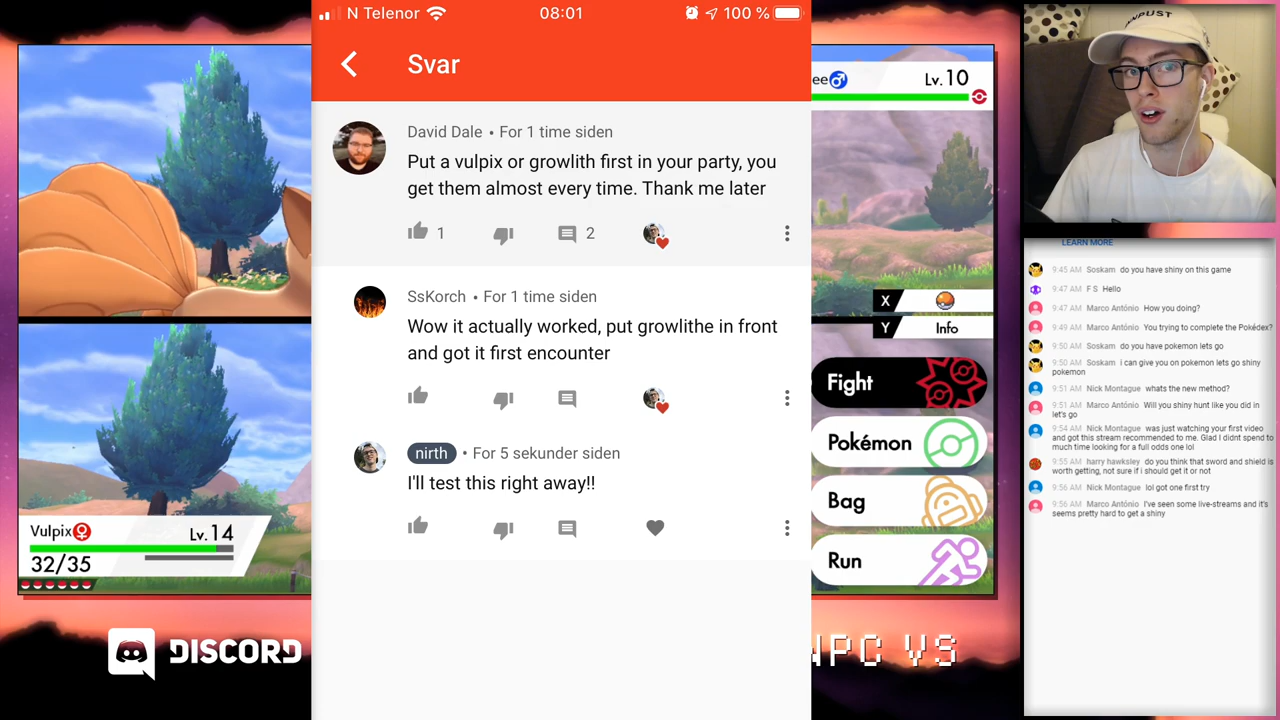 N Telenor
08:01
100 %
Svar
David Dale • For 1 time siden
Put a vulpix or growlith first in your party, you
get them almost every time. Thank me later
1
2
SsKorch • For 1 time siden
Wow it actually worked, put growlithe in front
and got it first encounter
nirth • For 5 sekunder siden
I'll test this right away!!
Vulpix Lv.14
32/35
DISCORD
ee Lv.10
X
Y Info
Fight
Pokémon
Bag
Run
NPC VS
LEARN MORE
9:45 AM Soskam do you have shiny on this game
9:47 AM F S Hello
9:47 AM Marco António How you doing?
9:49 AM Marco António You trying to complete the Pokédex?
9:50 AM Soskam do you have pokemon lets go
9:50 AM Soskam i can give you on pokemon lets go shiny
pokemon
9:51 AM Nick Montague whats the new method?
9:51 AM Marco António Will you shiny hunt like you did in
let's go
9:54 AM Nick Montague was just watching your first video
and got this stream recommended to me. Glad I didnt spend to
much time looking for a full odds one lol
9:55 AM harry hawksley do you think that sword and shield is
worth getting, not sure if i should get it or not
9:56 AM Nick Montague lol got one first try
9:56 AM Marco António I've seen some live-streams and it's
seems pretty hard to get a shiny